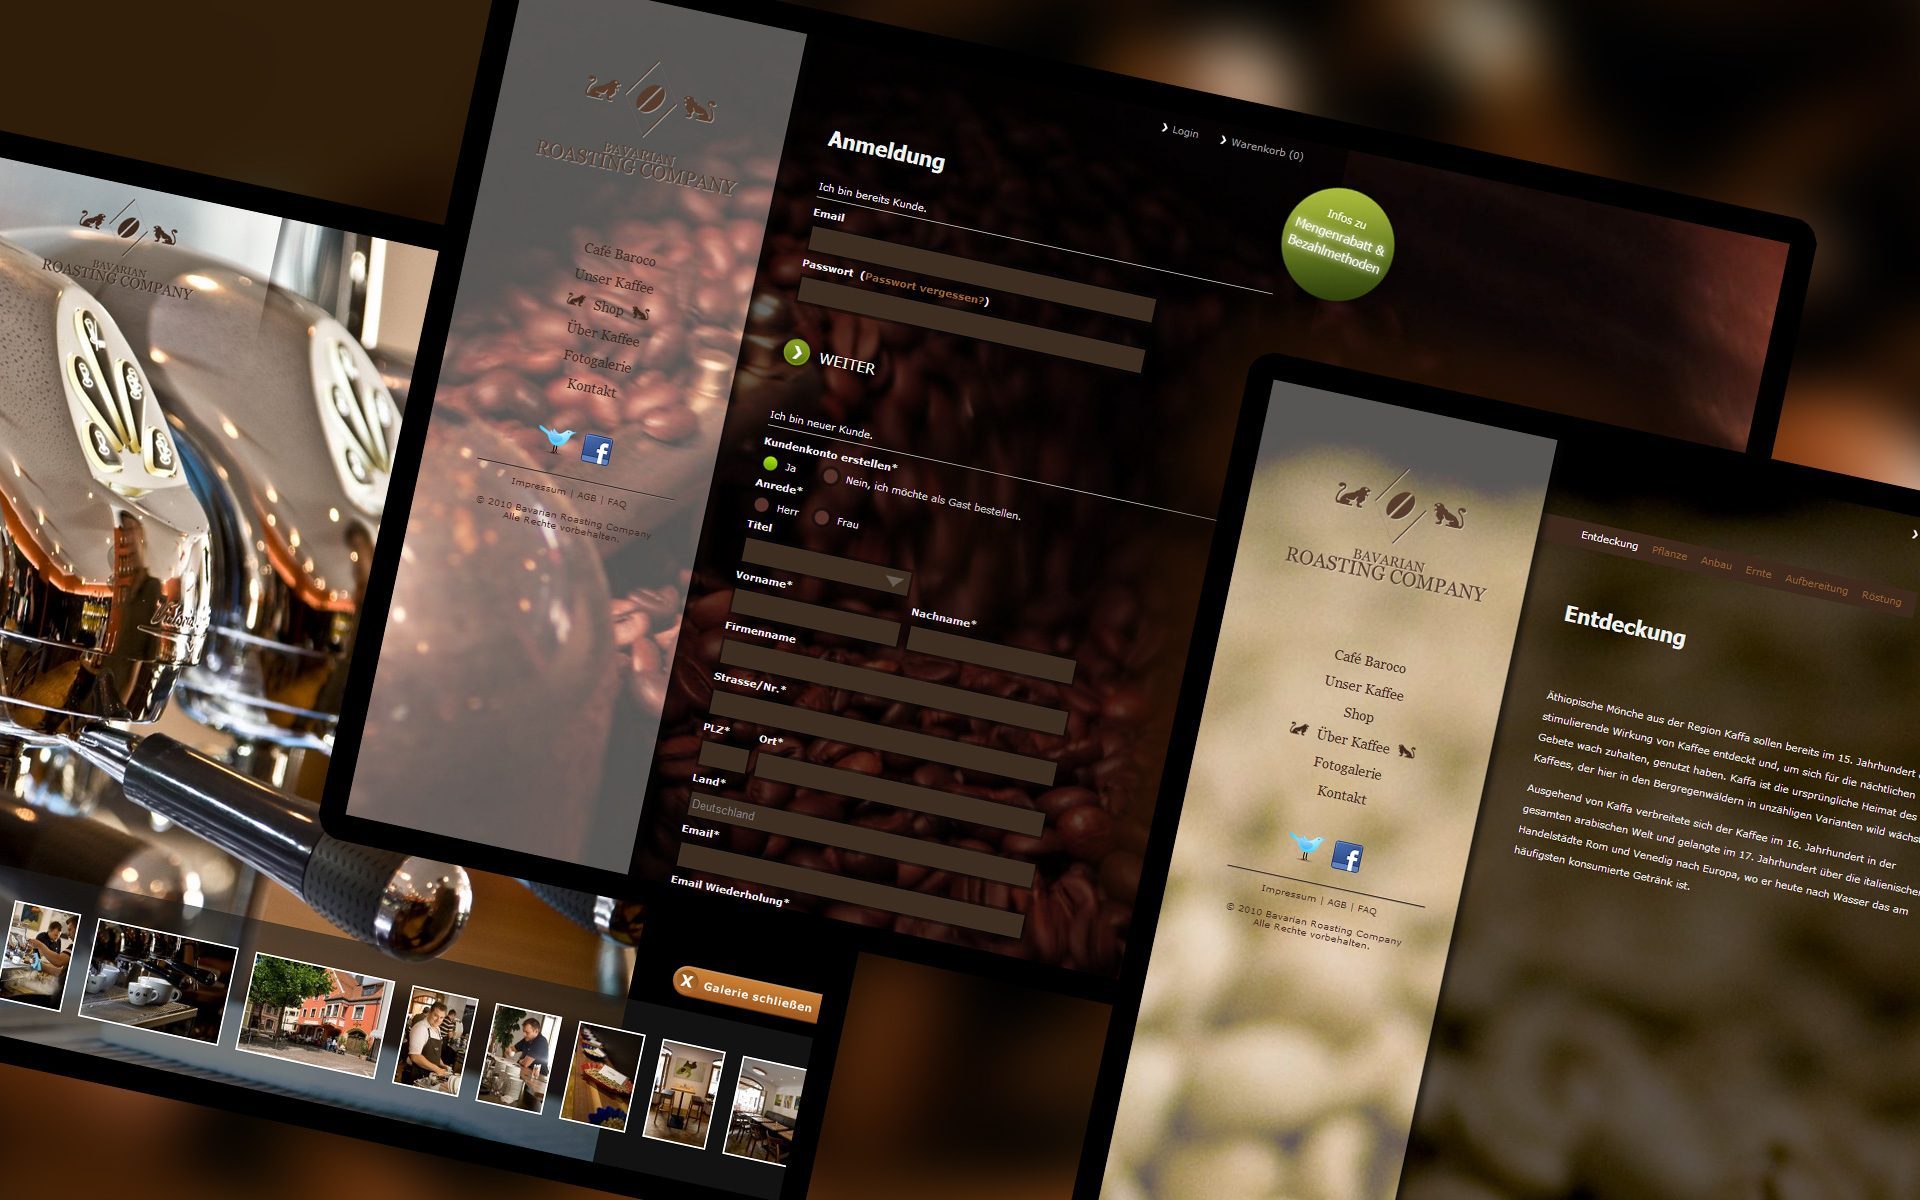 BAVARIAN
ROASTING COMPANY
Galerie schließen
BAVARIAN
ROASTING COMPANY
Café Baroco
Unser Kaffee
Shop
Über Kaffee
Fotogalerie
Kontakt
Impressum | AGB | FAQ
© 2010 Bavarian Roasting Company
Alle Rechte vorbehalten.
Login
Warenkorb (0)
Infos zu
Mengenrabatt &
Bezahlmethoden
Anmeldung
Ich bin bereits Kunde.
Email
Passwort (Passwort vergessen?)
WEITER
Ich bin neuer Kunde.
Kundenkonto erstellen*
Ja Nein, ich möchte als Gast bestellen.
Anrede*
Herr Frau
Titel
Vorname* Nachname*
Firmenname
Strasse/Nr.*
PLZ* Ort*
Land*
Deutschland
Email*
Email Wiederholung*
BAVARIAN
ROASTING COMPANY
Café Baroco
Unser Kaffee
Shop
Über Kaffee
Fotogalerie
Kontakt
Impressum | AGB | FAQ
© 2010 Bavarian Roasting Company
Alle Rechte vorbehalten.
Entdeckung Pflanze Anbau Ernte Aufbereitung Röstung
Entdeckung
Äthiopische Mönche aus der Region Kaffa sollen bereits im 15. Jahrhundert
stimulierende Wirkung von Kaffee entdeckt und, um sich für die nächtlichen
Gebete wach zuhalten, genutzt haben. Kaffa ist die ursprüngliche Heimat des
Kaffees, der hier in den Bergregenwäldern in unzähligen Varianten wild wächst
Ausgehend von Kaffa verbreitete sich der Kaffee im 16. Jahrhundert in der
gesamten arabischen Welt und gelangte im 17. Jahrhundert über die italienischen
Handelstädte Rom und Venedig nach Europa, wo er heute nach Wasser das am
häufigsten konsumierte Getränk ist.